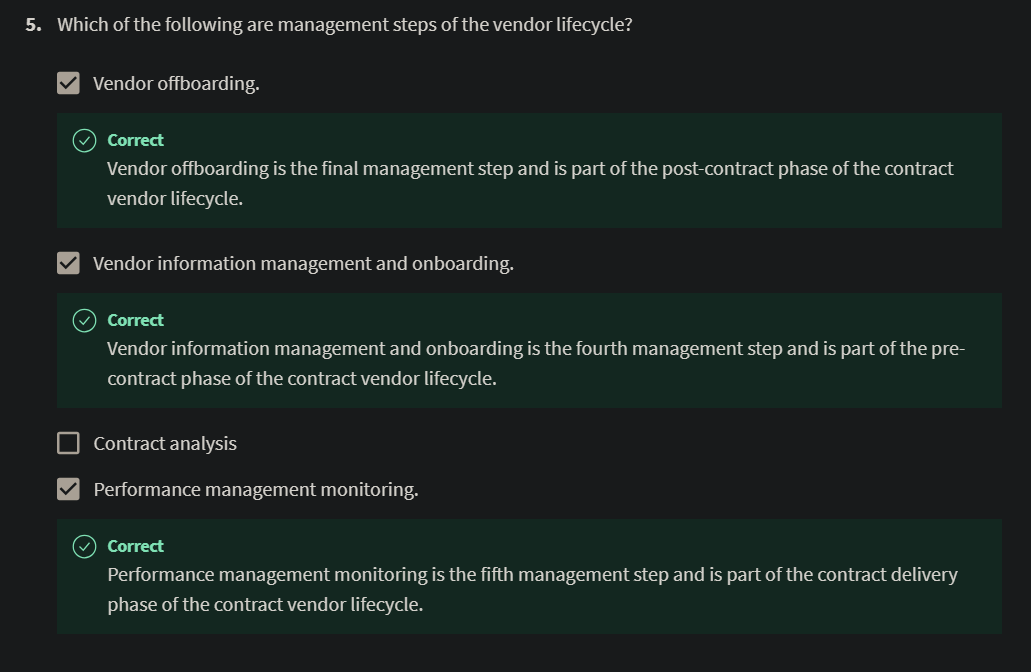 5. Which of the following are management steps of the vendor lifecycle?
Vendor offboarding.
Correct
Vendor offboarding is the final management step and is part of the post-contract phase of the contract
vendor lifecycle.
Vendor information management and onboarding.
Correct
Vendor information management and onboarding is the fourth management step and is part of the pre-
contract phase of the contract vendor lifecycle.
Contract analysis
Performance management monitoring.
Correct
Performance management monitoring is the fifth management step and is part of the contract delivery
phase of the contract vendor lifecycle.